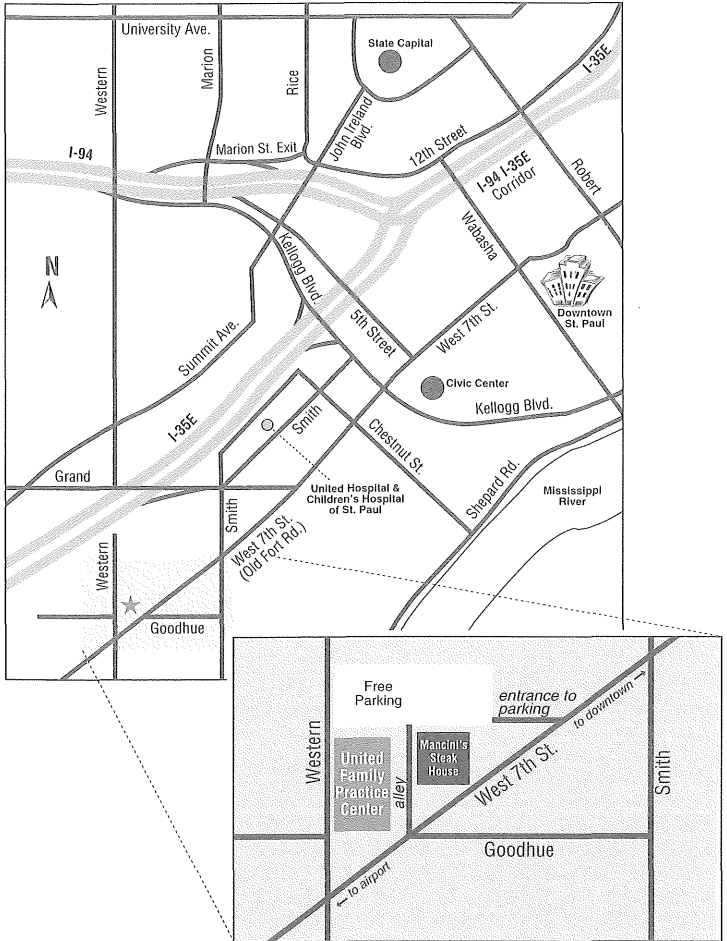 University Ave.
State Capital
I-35E
Western
Marion
Rice
John Ireland
Blvd.
Marion St. Exit
12th Street
I-94
I-94 I-35E
Corridor
Robert
Wabasha
N
Kellogg Blvd.
5th Street
West 7th St.
Downtown
St. Paul
Summit Ave.
Civic Center
Kellogg Blvd.
I-35E
Smith
Chestnut St.
Grand
United Hospital &
Children's Hospital
of St. Paul
Shepard Rd.
Mississippi
River
Smith
West 7th St.
(Old Fort Rd.)
Western
Goodhue
Free
Parking
entrance to
parking
to downtown →
Western
United
Family
Practice
Center
alley
Mancini's
Steak
House
West 7th St.
Smith
Goodhue
← to airport